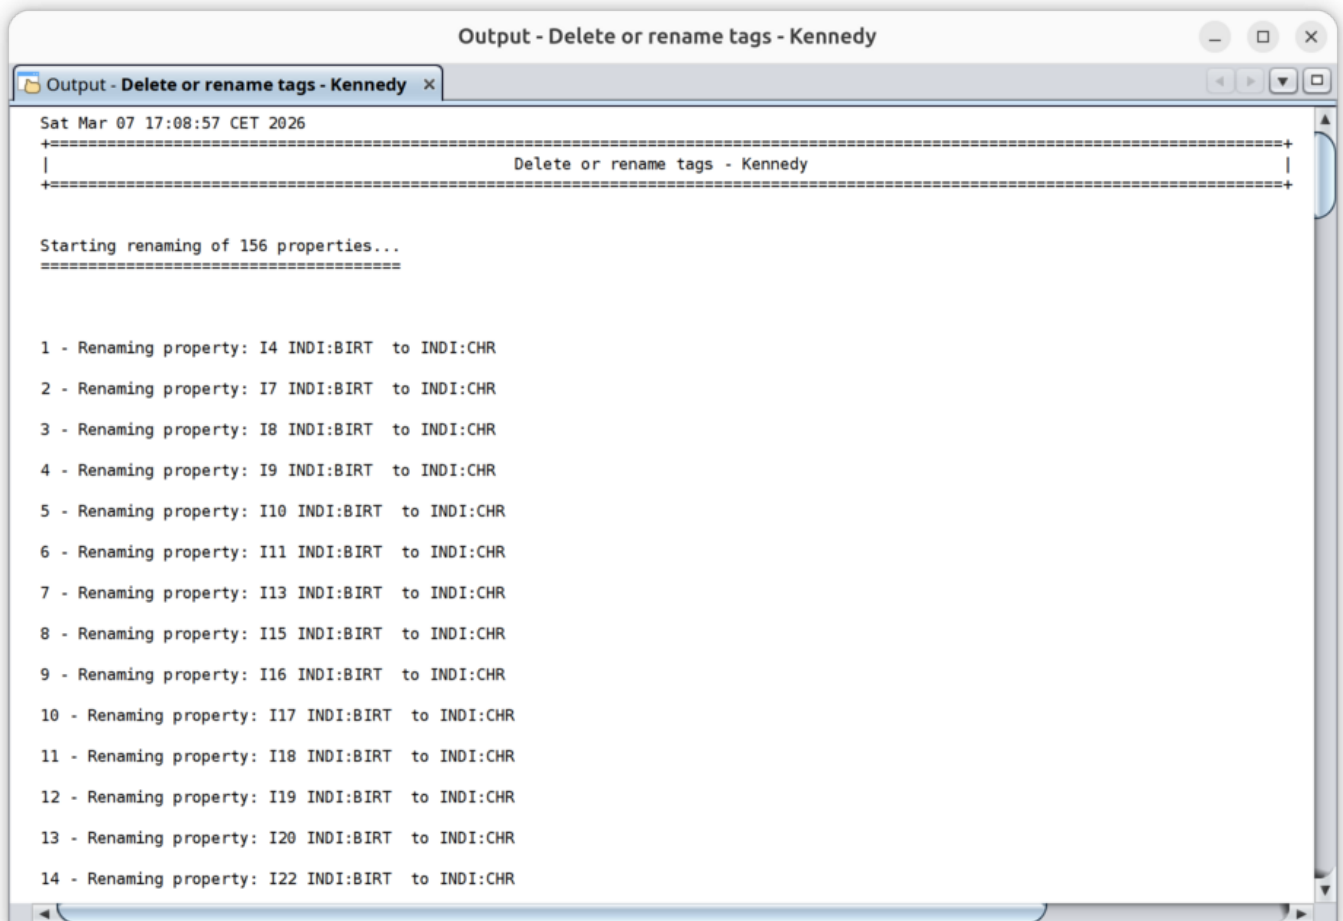 Output - Delete or rename tags - Kennedy
Output - Delete or rename tags - Kennedy
Sat Mar 07 17:08:57 CET 2026
+==================================================================================================================================+
| Delete or rename tags - Kennedy |
+==================================================================================================================================+
Starting renaming of 156 properties...
======================================
1 - Renaming property: I4 INDI:BIRT  to INDI:CHR
2 - Renaming property: I7 INDI:BIRT  to INDI:CHR
3 - Renaming property: I8 INDI:BIRT  to INDI:CHR
4 - Renaming property: I9 INDI:BIRT  to INDI:CHR
5 - Renaming property: I10 INDI:BIRT  to INDI:CHR
6 - Renaming property: I11 INDI:BIRT  to INDI:CHR
7 - Renaming property: I13 INDI:BIRT  to INDI:CHR
8 - Renaming property: I15 INDI:BIRT  to INDI:CHR
9 - Renaming property: I16 INDI:BIRT  to INDI:CHR
10 - Renaming property: I17 INDI:BIRT  to INDI:CHR
11 - Renaming property: I18 INDI:BIRT  to INDI:CHR
12 - Renaming property: I19 INDI:BIRT  to INDI:CHR
13 - Renaming property: I20 INDI:BIRT  to INDI:CHR
14 - Renaming property: I22 INDI:BIRT  to INDI:CHR